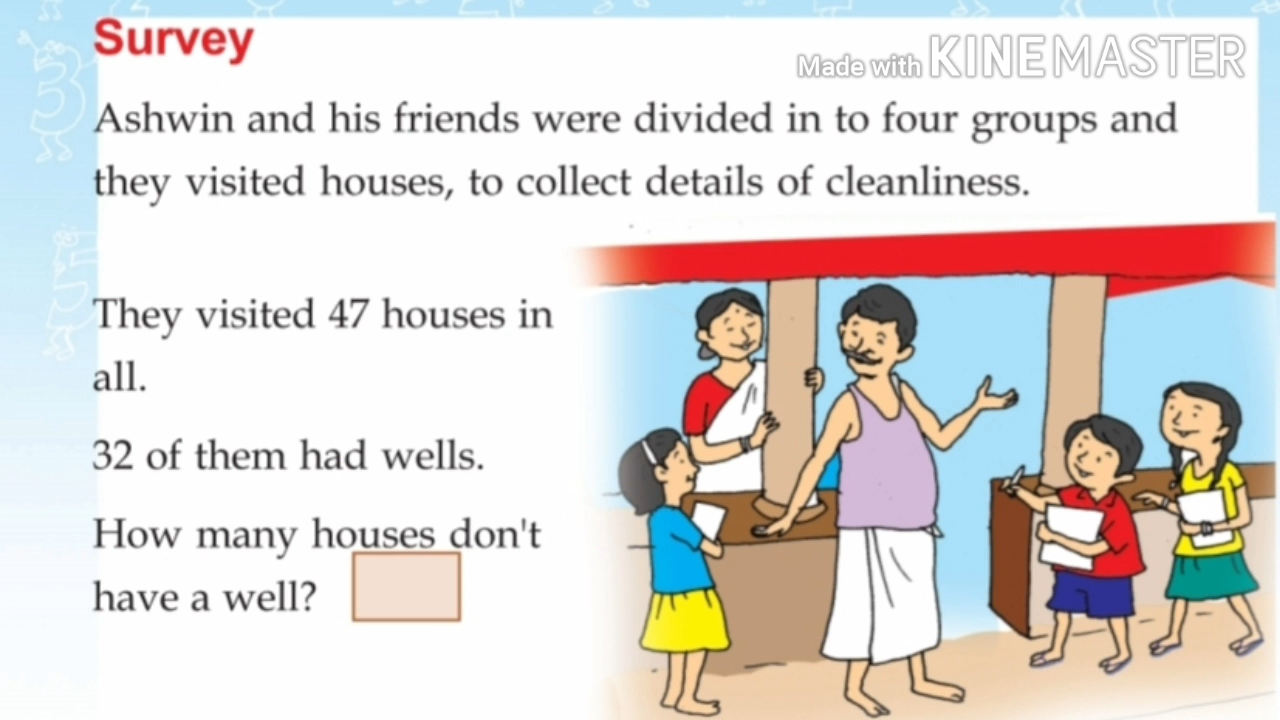 Survey
Made with KINEMASTER
Ashwin and his friends were divided in to four groups and
they visited houses, to collect details of cleanliness.
They visited 47 houses in
all.
32 of them had wells.
How many houses don't
have a well?